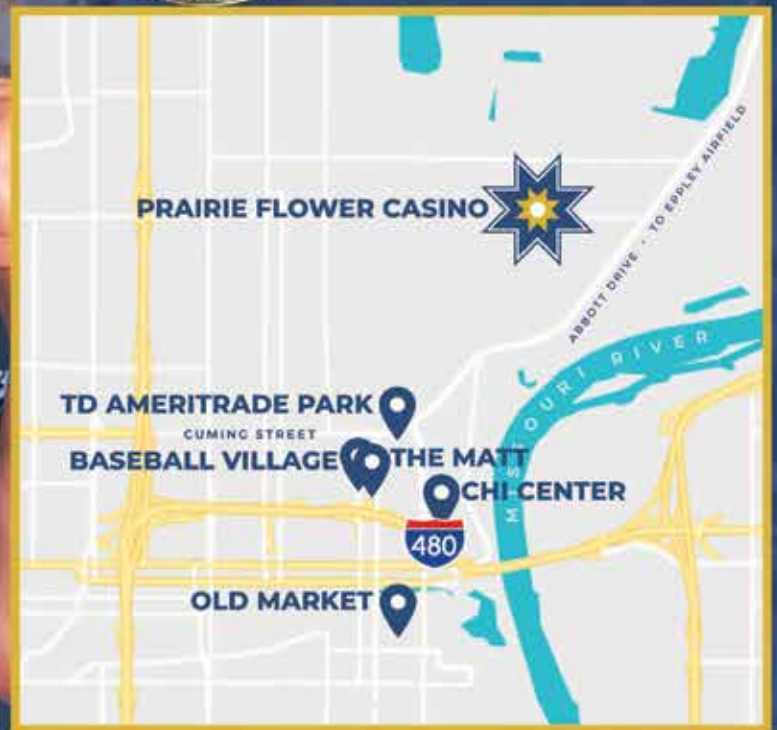 PRAIRIE FLOWER CASINO
ABBOTT DRIVE • TO EPPLEY AIRFIELD
MISSOURI RIVER
TD AMERITRADE PARK
CUMING STREET
BASEBALL VILLAGE
THE MATT
CHI CENTER
480
OLD MARKET